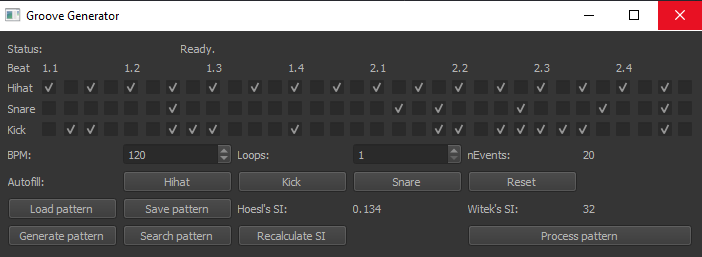 Groove Generator
Status: Ready.
Beat 1.1 1.2 1.3 1.4 2.1 2.2 2.3 2.4
Hihat
Snare
Kick
BPM: 120 Loops: 1 nEvents: 20
Autofill: Hihat Kick Snare Reset
Load pattern Save pattern Hoesl's SI: 0.134 Witek's SI: 32
Generate pattern Search pattern Recalculate SI Process pattern